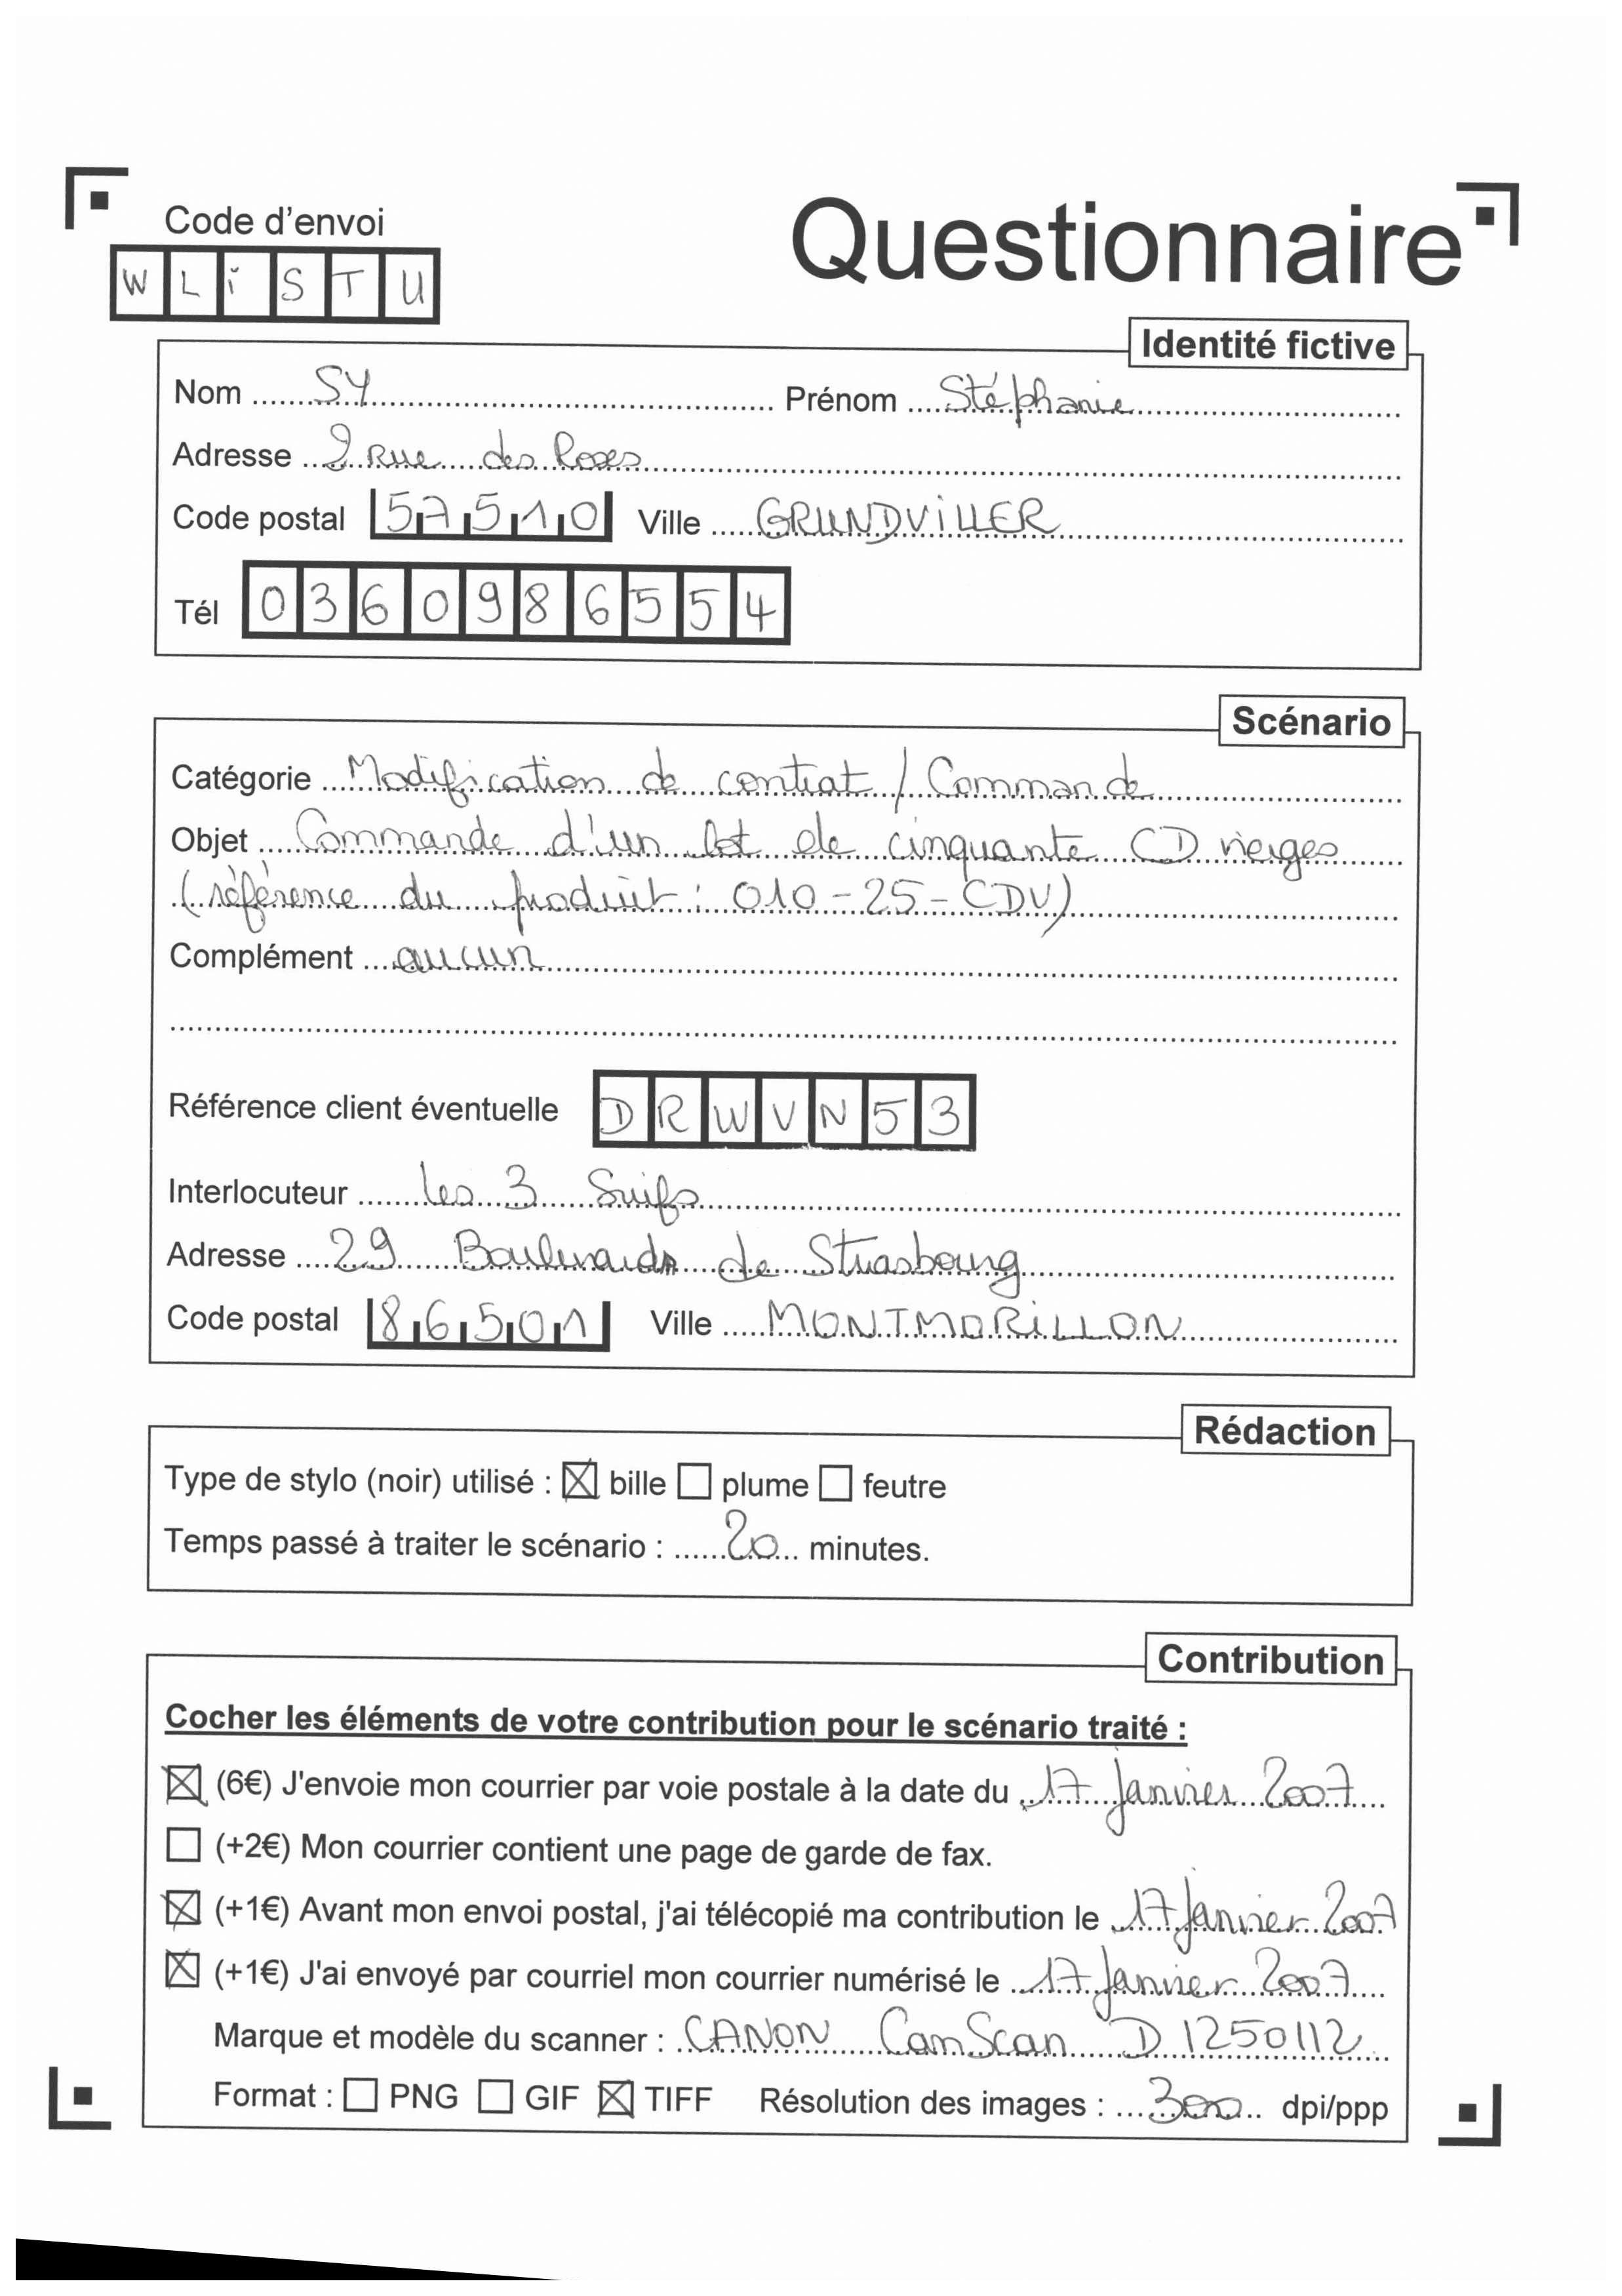 Code d'envoi
Questionnaire
W L i S T U
Identité fictive
Nom ..... SY ..... Prénom ..... Stéphanie
Adresse ..... 2 Rue des Roses
Code postal 57510 Ville ..... GRUNDVILLER
Tél 0360986554
Scénario
Catégorie ..... Modification de contrat / Commande
Objet ..... Commande d'un lot de cinquante CD vierges
(référence du produit : 010-25-CDV)
Complément ..... aucun
Référence client éventuelle DRWVN53
Interlocuteur ..... les 3 Suifs
Adresse ..... 29 Boulevards de Strasbourg
Code postal 86501 Ville ..... MONTMORiLLON
Rédaction
Type de stylo (noir) utilisé : ☒ bille ☐ plume ☐ feutre
Temps passé à traiter le scénario : ..... 20 ..... minutes.
Contribution
Cocher les éléments de votre contribution pour le scénario traité :
☒ (6€) J'envoie mon courrier par voie postale à la date du 17 Janvier 2007
☐ (+2€) Mon courrier contient une page de garde de fax.
☒ (+1€) Avant mon envoi postal, j'ai télécopié ma contribution le 17 Janvier 2007
☒ (+1€) J'ai envoyé par courriel mon courrier numérisé le 17 Janvier 2007
Marque et modèle du scanner : CANON CamScan D 1250112
Format : ☐ PNG ☐ GIF ☒ TIFF Résolution des images : ..... 300 ..... dpi/ppp